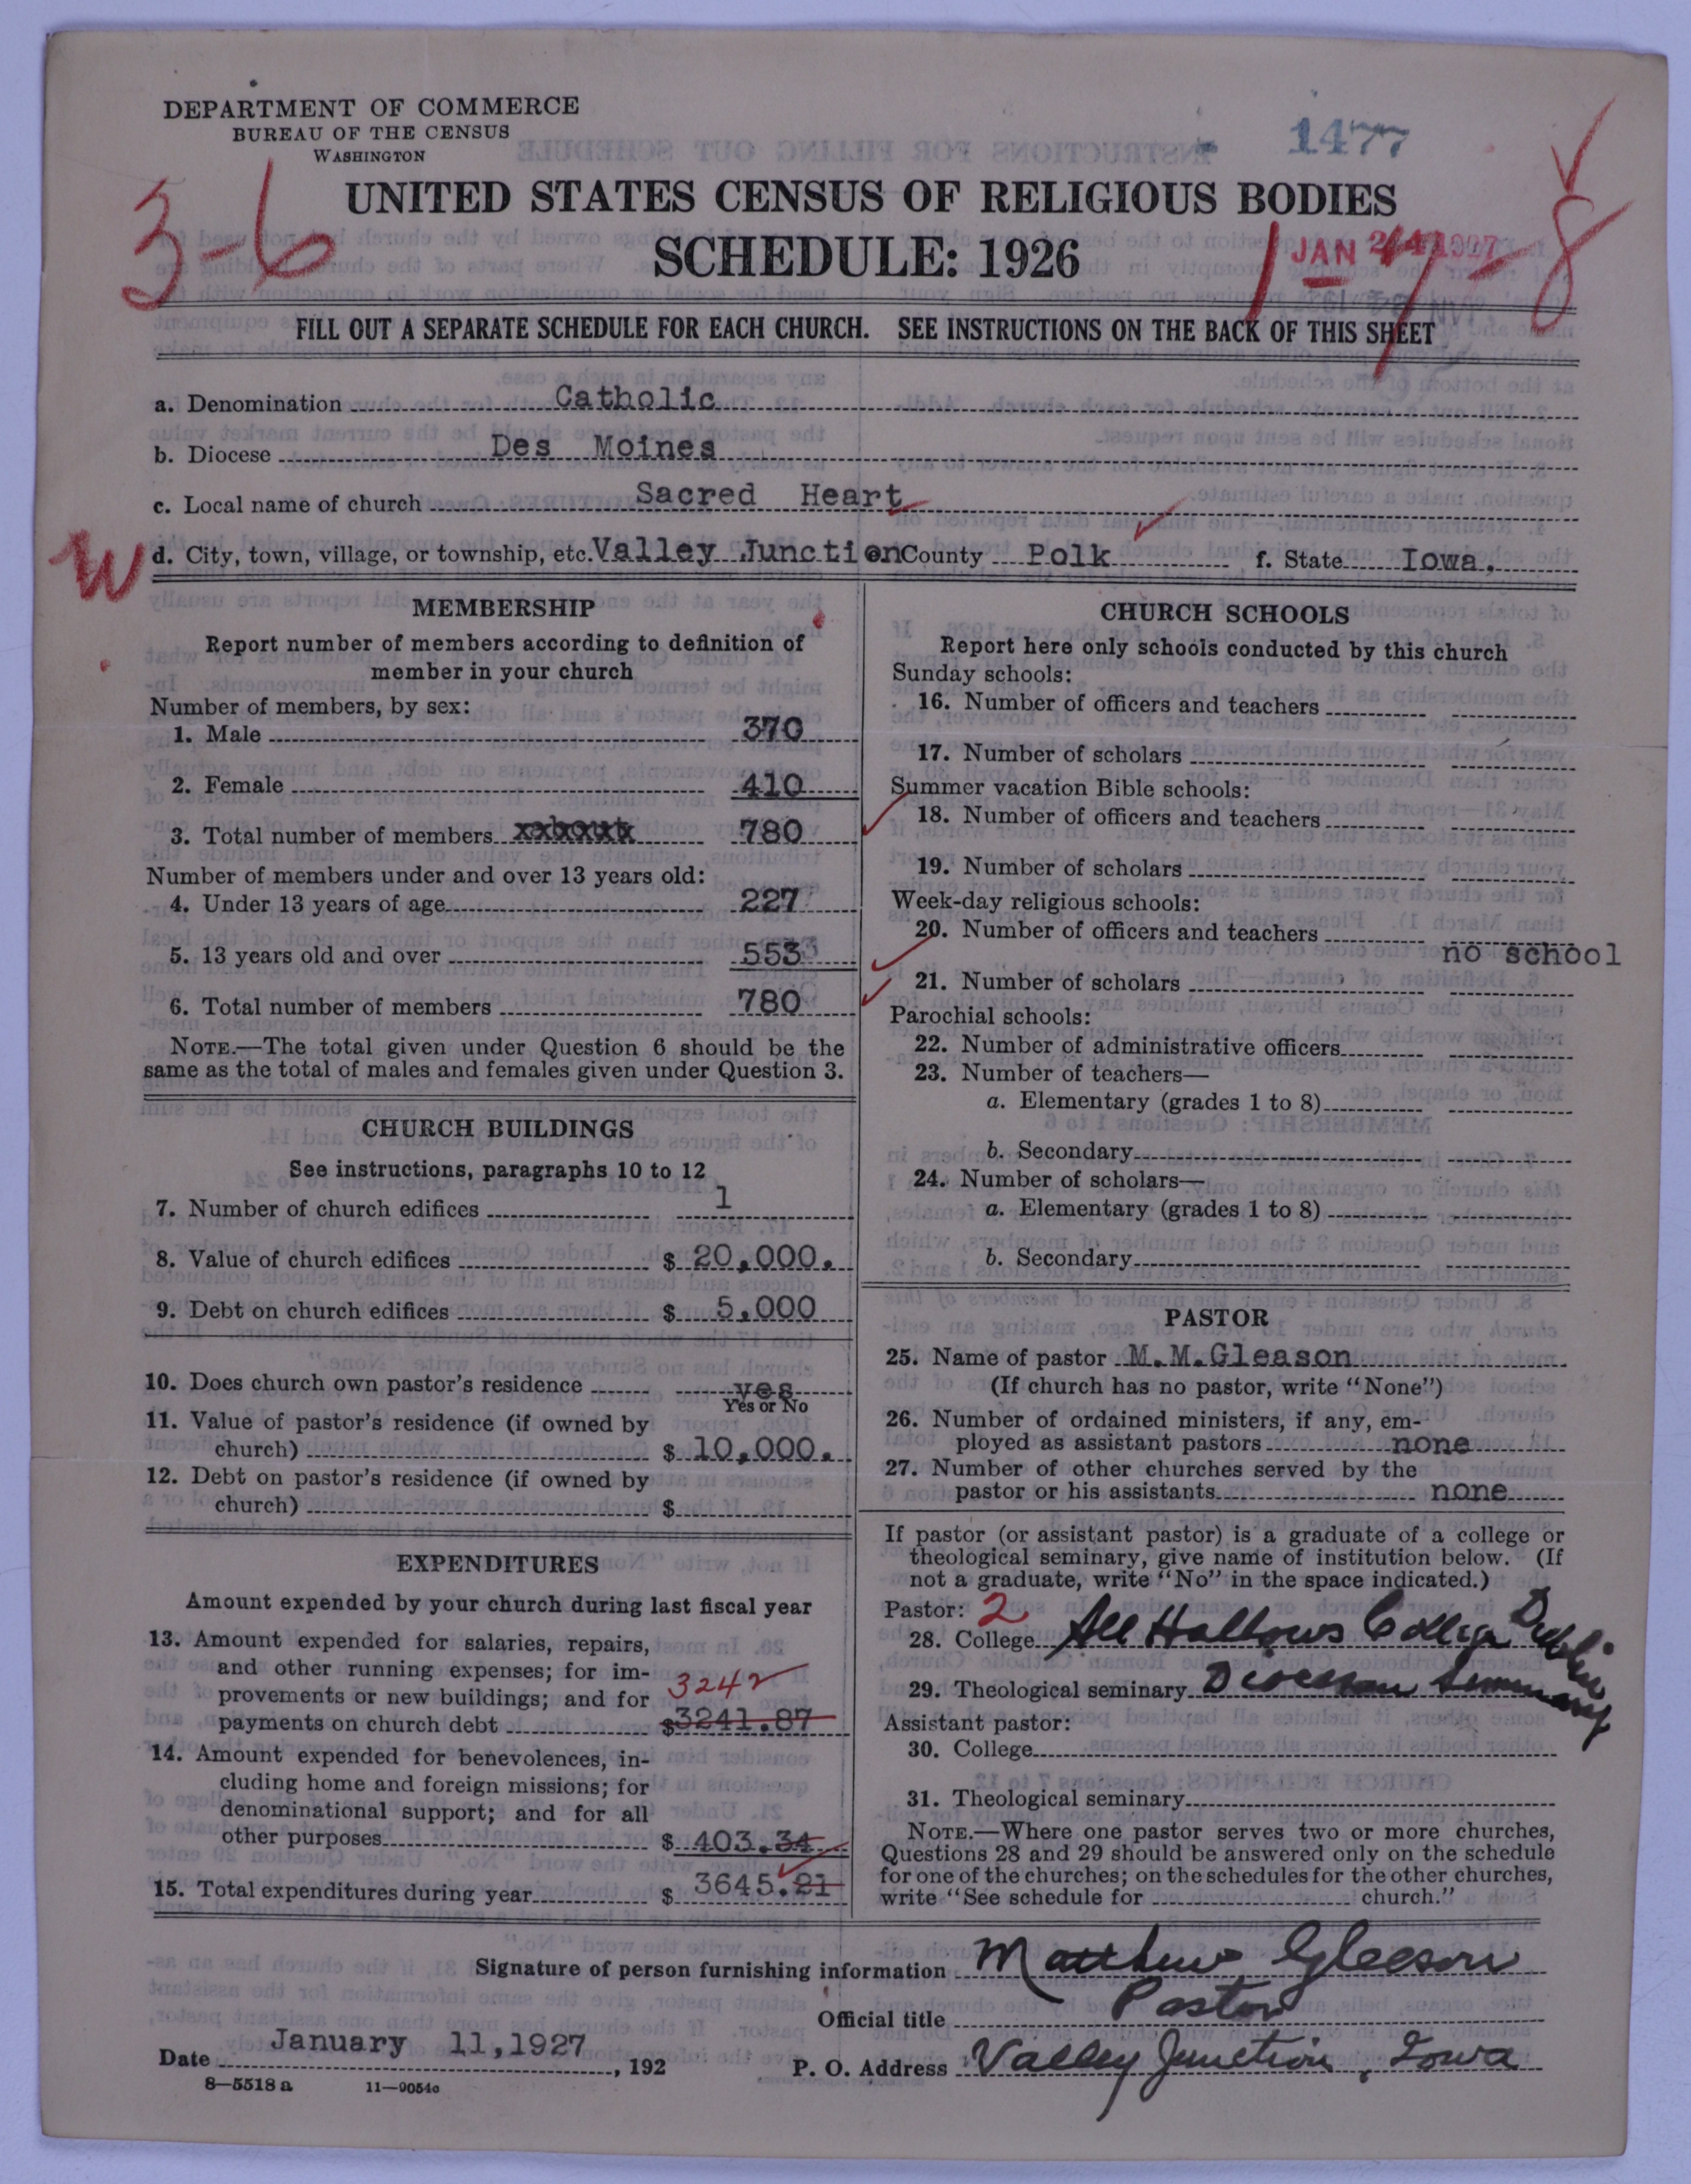 DEPARTMENT OF COMMERCE
BUREAU OF THE CENSUS
WASHINGTON
1477
UNITED STATES CENSUS OF RELIGIOUS BODIES
SCHEDULE: 1926
3-6
1-7-8
JAN 24 1927
FILL OUT A SEPARATE SCHEDULE FOR EACH CHURCH. SEE INSTRUCTIONS ON THE BACK OF THIS SHEET
a. Denomination Catholic
b. Diocese Des Moines
c. Local name of church Sacred Heart
W
d. City, town, village, or township, etc. Valley Junction County Polk f. State Iowa.
MEMBERSHIP
Report number of members according to definition of
member in your church
Number of members, by sex:
1. Male 370
2. Female 410
3. Total number of members xxboutx 780
Number of members under and over 13 years old:
4. Under 13 years of age 227
5. 13 years old and over 553
6. Total number of members 780
NOTE.—The total given under Question 6 should be the
same as the total of males and females given under Question 3.
CHURCH BUILDINGS
See instructions, paragraphs 10 to 12
7. Number of church edifices 1
8. Value of church edifices $ 20,000.
9. Debt on church edifices $ 5,000
10. Does church own pastor's residence yes
Yes or No
11. Value of pastor's residence (if owned by
church) $ 10,000.
12. Debt on pastor's residence (if owned by
church) $
EXPENDITURES
Amount expended by your church during last fiscal year
13. Amount expended for salaries, repairs,
and other running expenses; for im-
provements or new buildings; and for 3242
payments on church debt $3241.87
14. Amount expended for benevolences, in-
cluding home and foreign missions; for
denominational support; and for all
other purposes $ 403.34
15. Total expenditures during year $ 3645.21
CHURCH SCHOOLS
Report here only schools conducted by this church
Sunday schools:
16. Number of officers and teachers
17. Number of scholars
Summer vacation Bible schools:
18. Number of officers and teachers
19. Number of scholars
Week-day religious schools:
20. Number of officers and teachers
no school
21. Number of scholars
Parochial schools:
22. Number of administrative officers
23. Number of teachers—
a. Elementary (grades 1 to 8)
b. Secondary
24. Number of scholars—
a. Elementary (grades 1 to 8)
b. Secondary
PASTOR
25. Name of pastor M.M.Gleason
(If church has no pastor, write "None")
26. Number of ordained ministers, if any, em-
ployed as assistant pastors none
27. Number of other churches served by the
pastor or his assistants none
If pastor (or assistant pastor) is a graduate of a college or
theological seminary, give name of institution below. (If
not a graduate, write "No" in the space indicated.)
Pastor: 2
28. College All Hallows College Dublin
29. Theological seminary Diocesan Seminary
Assistant pastor:
30. College
31. Theological seminary
NOTE.—Where one pastor serves two or more churches,
Questions 28 and 29 should be answered only on the schedule
for one of the churches; on the schedules for the other churches,
write "See schedule for church."
Signature of person furnishing information Matthew Gleeson
Official title Pastor
Date January 11,1927 , 192
P. O. Address Valley Junction, Iowa
8—5518 a 11—9054c